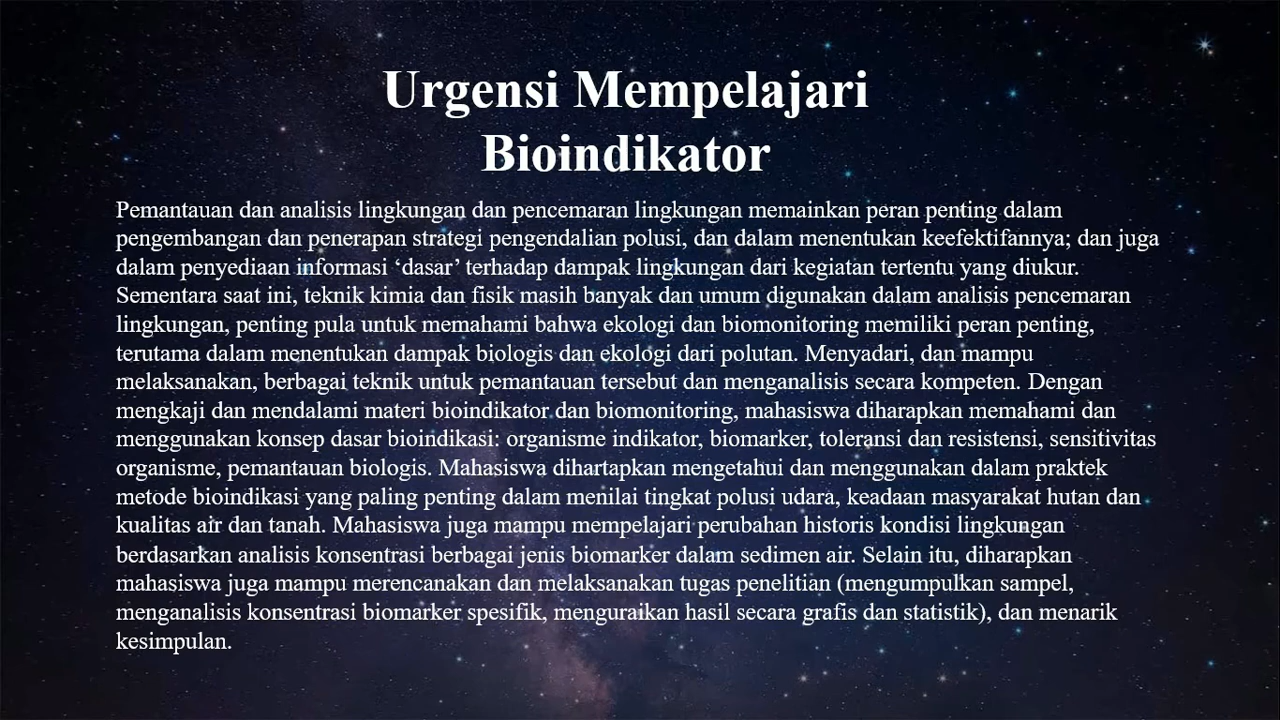 Urgensi Mempelajari
Bioindikator
Pemantauan dan analisis lingkungan dan pencemaran lingkungan memainkan peran penting dalam
pengembangan dan penerapan strategi pengendalian polusi, dan dalam menentukan keefektifannya; dan juga
dalam penyediaan informasi ‘dasar’ terhadap dampak lingkungan dari kegiatan tertentu yang diukur.
Sementara saat ini, teknik kimia dan fisik masih banyak dan umum digunakan dalam analisis pencemaran
lingkungan, penting pula untuk memahami bahwa ekologi dan biomonitoring memiliki peran penting,
terutama dalam menentukan dampak biologis dan ekologi dari polutan. Menyadari, dan mampu
melaksanakan, berbagai teknik untuk pemantauan tersebut dan menganalisis secara kompeten. Dengan
mengkaji dan mendalami materi bioindikator dan biomonitoring, mahasiswa diharapkan memahami dan
menggunakan konsep dasar bioindikasi: organisme indikator, biomarker, toleransi dan resistensi, sensitivitas
organisme, pemantauan biologis. Mahasiswa dihartapkan mengetahui dan menggunakan dalam praktek
metode bioindikasi yang paling penting dalam menilai tingkat polusi udara, keadaan masyarakat hutan dan
kualitas air dan tanah. Mahasiswa juga mampu mempelajari perubahan historis kondisi lingkungan
berdasarkan analisis konsentrasi berbagai jenis biomarker dalam sedimen air. Selain itu, diharapkan
mahasiswa juga mampu merencanakan dan melaksanakan tugas penelitian (mengumpulkan sampel,
menganalisis konsentrasi biomarker spesifik, menguraikan hasil secara grafis dan statistik), dan menarik
kesimpulan.